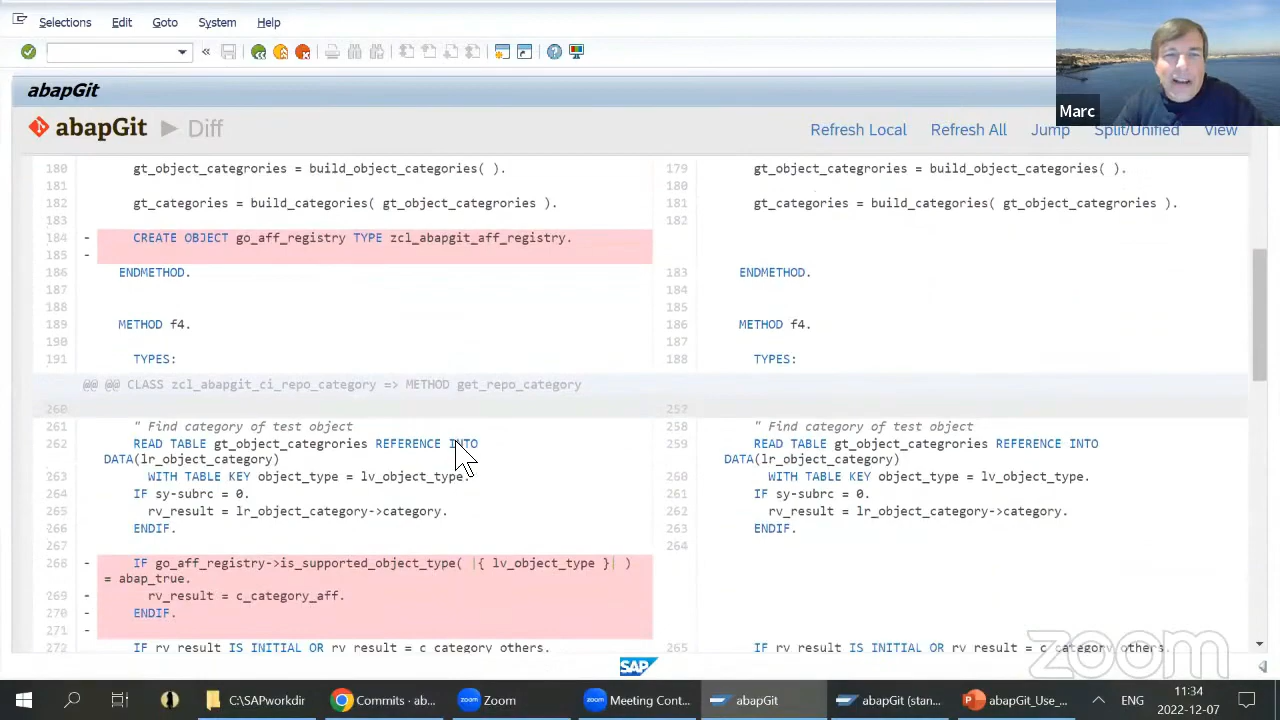 Selections Edit Goto System Help
abapGit
Marc
abapGit Diff Refresh Local Refresh All Jump Split/Unified View
180 gt_object_categrories = build_object_categories( ). 179 gt_object_categrories = build_object_categories( ).
181 180
182 gt_categories = build_categories( gt_object_categrories ). 181 gt_categories = build_categories( gt_object_categrories ).
183 182
184 - CREATE OBJECT go_aff_registry TYPE zcl_abapgit_aff_registry.
185 -
186 ENDMETHOD. 183 ENDMETHOD.
187 184
188 185
189 METHOD f4. 186 METHOD f4.
190 187
191 TYPES: 188 TYPES:
@@ @@ CLASS zcl_abapgit_ci_repo_category => METHOD get_repo_category
260 257
261 " Find category of test object 258 " Find category of test object
262 READ TABLE gt_object_categrories REFERENCE INTO 259 READ TABLE gt_object_categrories REFERENCE INTO
DATA(lr_object_category) DATA(lr_object_category)
263 WITH TABLE KEY object_type = lv_object_type. 260 WITH TABLE KEY object_type = lv_object_type.
264 IF sy-subrc = 0. 261 IF sy-subrc = 0.
265 rv_result = lr_object_category->category. 262 rv_result = lr_object_category->category.
266 ENDIF. 263 ENDIF.
267 264
268 - IF go_aff_registry->is_supported_object_type( |{ lv_object_type }| )
= abap_true.
269 - rv_result = c_category_aff.
270 - ENDIF.
271 -
272 IF rv_result IS INITIAL OR rv_result = c_category_others. 265 IF rv_result IS INITIAL OR rv_result = c_category_others.
zoom
SAP
C:\SAPworkdir Commits · ab... Zoom Meeting Cont... abapGit abapGit (stan... abapGit_Use_... ENG 11:34
2022-12-07